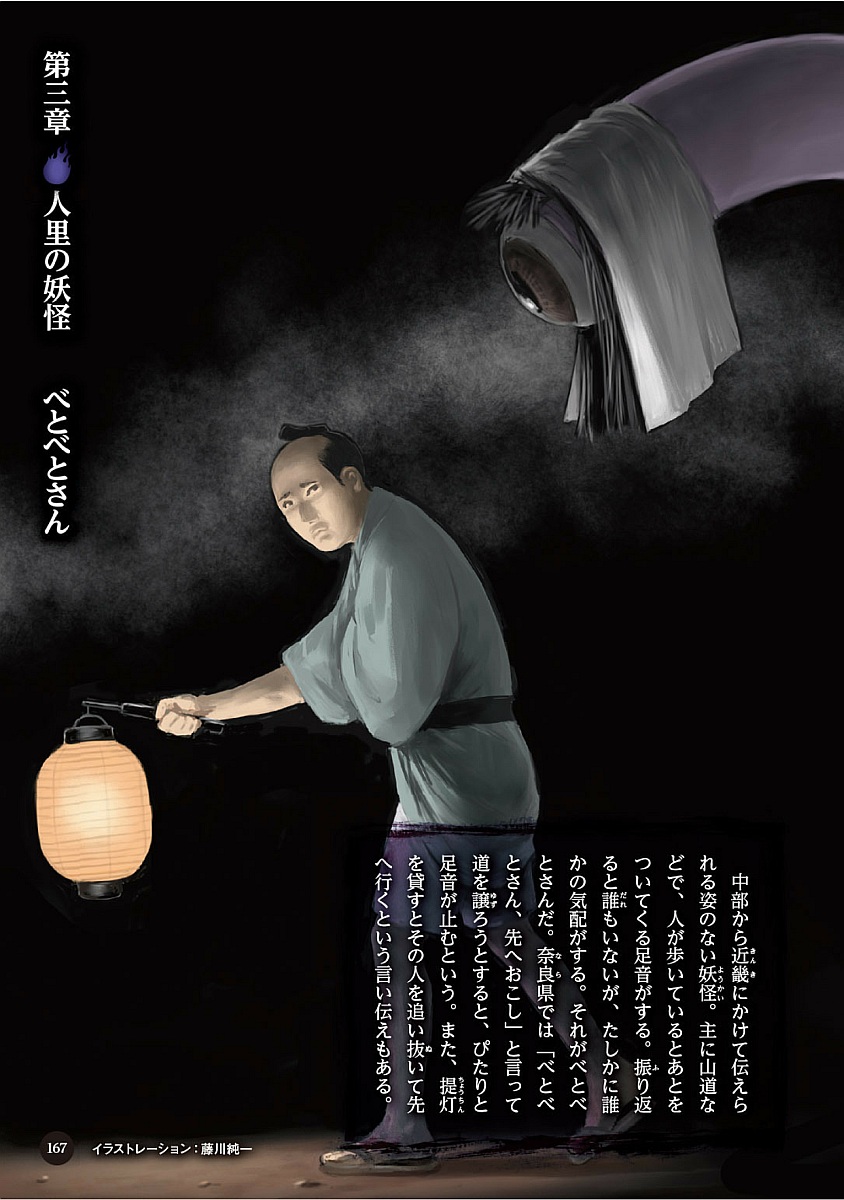 第三章 人里の妖怪 べとべとさん
中部から近畿にかけて伝えら
れる姿のない妖怪。主に山道な
どで、人が歩いているとあとを
ついてくる足音がする。振り返
ると誰もいないが、たしかに誰
かの気配がする。それがべとべ
とさんだ。奈良県では「べとべ
とさん、先へおこし」と言って
道を譲ろうとすると、ぴたりと
足音が止むという。また、提灯
を貸すとその人を追い抜いて先
へ行くという言い伝えもある。
167 イラストレーション：藤川純一